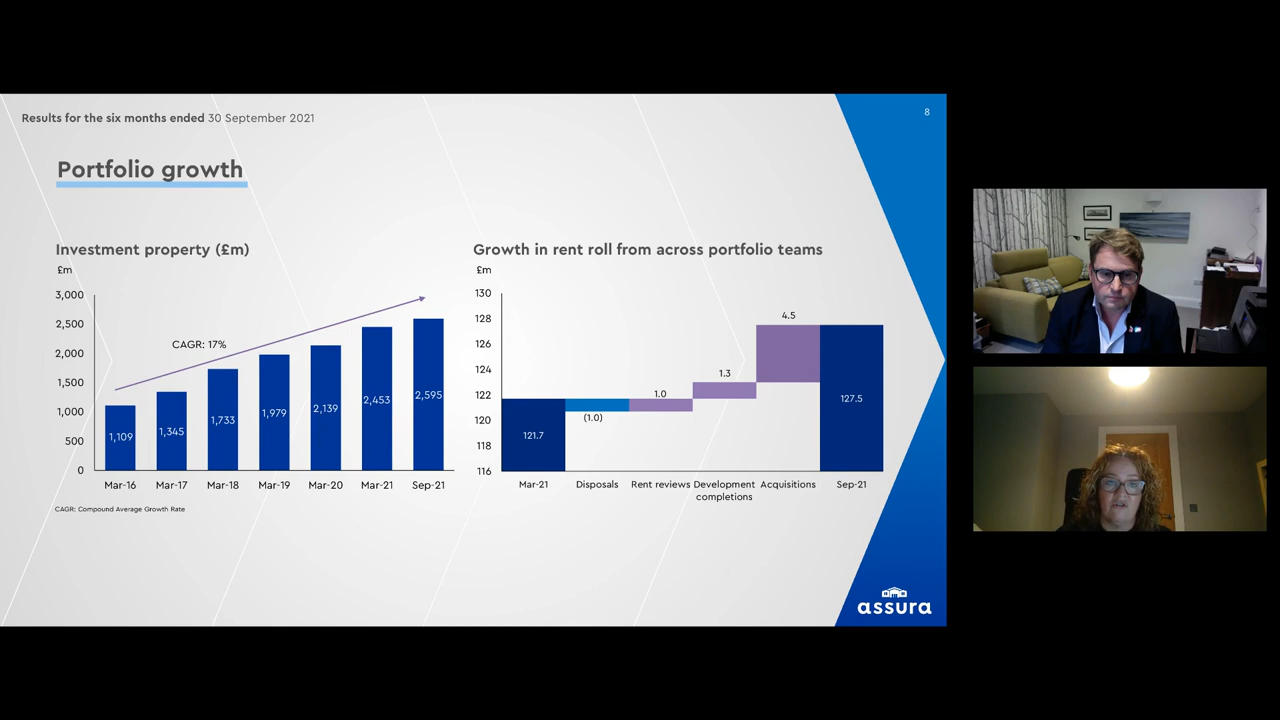 Results for the six months ended 30 September 2021
8
Portfolio growth
Investment property (£m)
£m
3,000
2,500
2,000
1,500
1,000
500
0
CAGR: 17%
1,109
1,345
1,733
1,979
2,139
2,453
2,595
Mar-16 Mar-17 Mar-18 Mar-19 Mar-20 Mar-21 Sep-21
CAGR: Compound Average Growth Rate
Growth in rent roll from across portfolio teams
£m
130
128
126
124
122
120
118
116
121.7
(1.0)
1.0
1.3
4.5
127.5
Mar-21 Disposals Rent reviews Development Acquisitions Sep-21
completions
assura